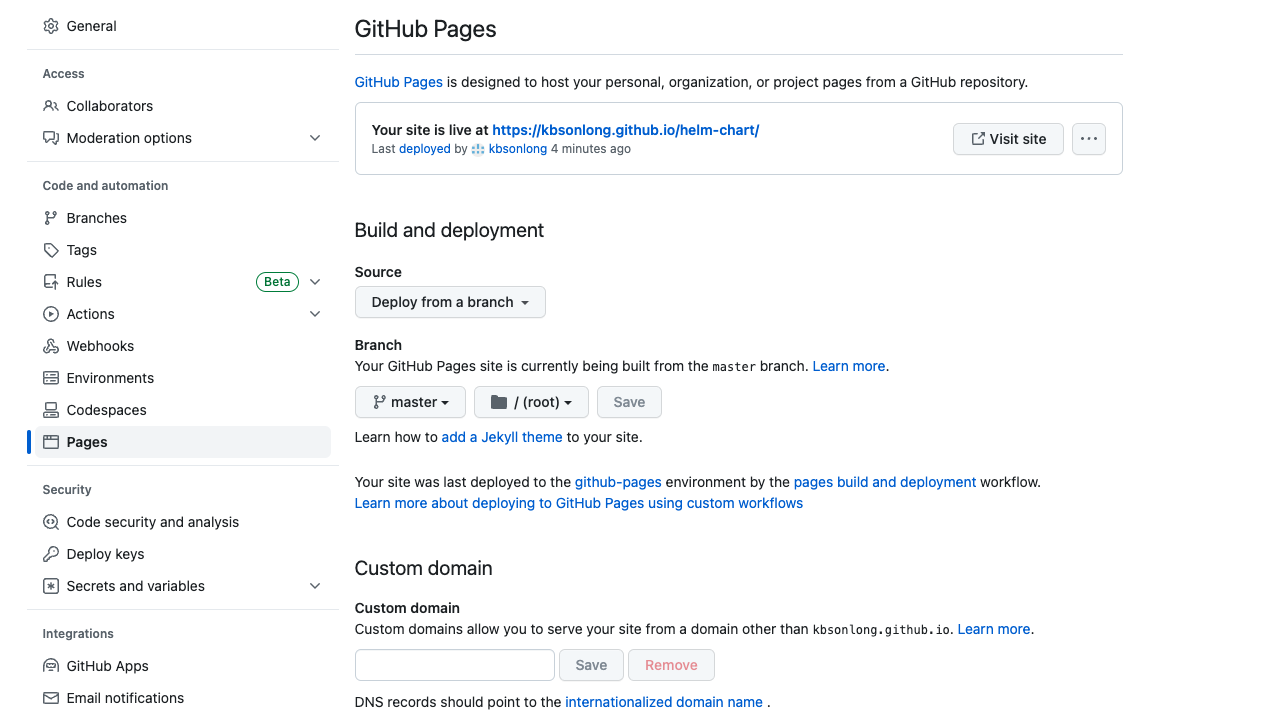 General
Access
Collaborators
Moderation options
Code and automation
Branches
Tags
Rules Beta
Actions
Webhooks
Environments
Codespaces
Pages
Security
Code security and analysis
Deploy keys
Secrets and variables
Integrations
GitHub Apps
Email notifications
GitHub Pages
GitHub Pages is designed to host your personal, organization, or project pages from a GitHub repository.
Your site is live at https://kbsonlong.github.io/helm-chart/
Last deployed by kbsonlong 4 minutes ago
Visit site
Build and deployment
Source
Deploy from a branch
Branch
Your GitHub Pages site is currently being built from the master branch. Learn more.
master / (root) Save
Learn how to add a Jekyll theme to your site.
Your site was last deployed to the github-pages environment by the pages build and deployment workflow.
Learn more about deploying to GitHub Pages using custom workflows
Custom domain
Custom domain
Custom domains allow you to serve your site from a domain other than kbsonlong.github.io. Learn more.
Save Remove
DNS records should point to the internationalized domain name .